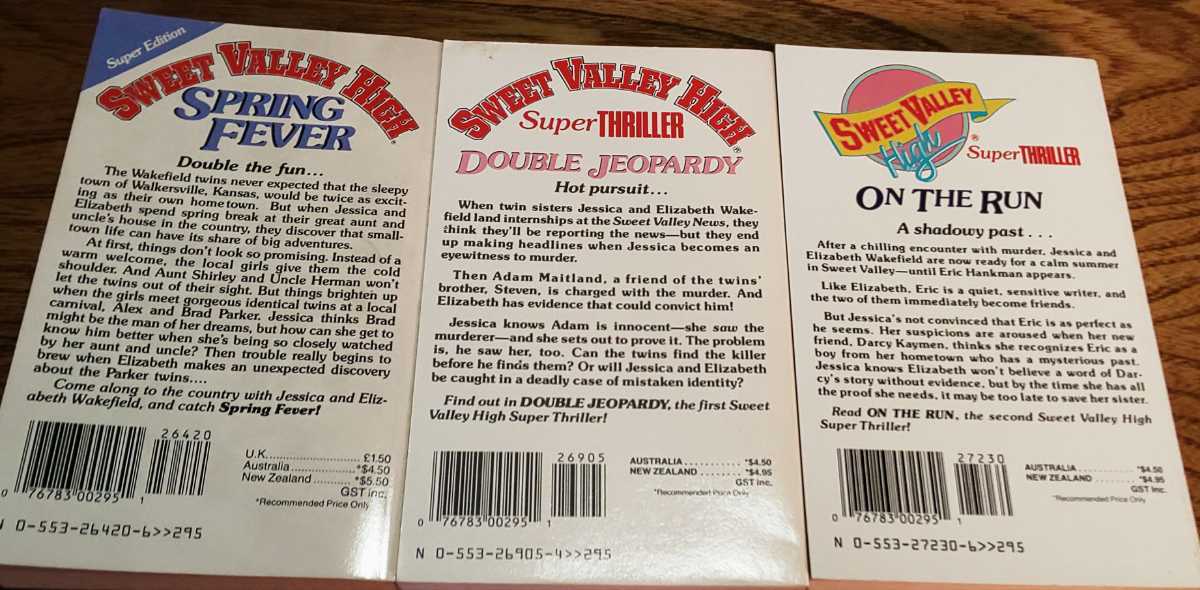 Super Edition
SWEET VALLEY HIGH®
SPRING
FEVER
Double the fun...
The Wakefield twins never expected that the sleepy
town of Walkersville, Kansas, would be twice as excit-
ing as their own hometown. But when Jessica and
Elizabeth spend spring break at their great aunt and
uncle's house in the country, they discover that small-
town life can have its share of big adventures.
At first, things don't look so promising. Instead of a
warm welcome, the local girls give them the cold
shoulder. And Aunt Shirley and Uncle Herman won't
let the twins out of their sight. But things brighten up
when the girls meet gorgeous identical twins at a local
carnival, Alex and Brad Parker. Jessica thinks Brad
might be the man of her dreams, but how can she get to
know him better when she's being so closely watched
by her aunt and uncle? Then trouble really begins to
brew when Elizabeth makes an unexpected discovery
about the Parker twins....
Come along to the country with Jessica and Eliz-
abeth Wakefield, and catch Spring Fever!
26420
0 76783 00295 1
U.K. £1.50
Australia *$4.50
New Zealand *$5.50
GST inc.
*Recommended Price Only
N 0-553-26420-6>>295
SWEET VALLEY HIGH®
Super THRILLER
DOUBLE JEOPARDY
Hot pursuit...
When twin sisters Jessica and Elizabeth Wake-
field land internships at the Sweet Valley News, they
think they'll be reporting the news—but they end
up making headlines when Jessica becomes an
eyewitness to murder.
Then Adam Maitland, a friend of the twins'
brother, Steven, is charged with the murder. And
Elizabeth has evidence that could convict him!
Jessica knows Adam is innocent—she saw the
murderer—and she sets out to prove it. The problem
is, he saw her, too. Can the twins find the killer
before he finds them? Or will Jessica and Elizabeth
be caught in a deadly case of mistaken identity?
Find out in DOUBLE JEOPARDY, the first Sweet
Valley High Super Thriller!
26905
0 76783 00295 1
AUSTRALIA *$4.50
NEW ZEALAND *$4.95
GST inc.
*Recommended Price Only
N 0-553-26905-4>>295
SWEET VALLEY
High®
Super THRILLER
ON THE RUN
A shadowy past . . .
After a chilling encounter with murder, Jessica and
Elizabeth Wakefield are now ready for a calm summer
in Sweet Valley—until Eric Hankman appears.
Like Elizabeth, Eric is a quiet, sensitive writer, and
the two of them immediately become friends.
But Jessica's not convinced that Eric is as perfect as
he seems. Her suspicions are aroused when her new
friend, Darcy Kaymen, thinks she recognizes Eric as a
boy from her hometown who has a mysterious past.
Jessica knows Elizabeth won't believe a word of Dar-
cy's story without evidence, but by the time she has all
the proof she needs, it may be too late to save her sister.
Read ON THE RUN, the second Sweet Valley High
Super Thriller!
27230
0 76783 00295 1
AUSTRALIA *$4.50
NEW ZEALAND *$4.95
GST inc.
*Recommended Price Only
N 0-553-27230-6>>295